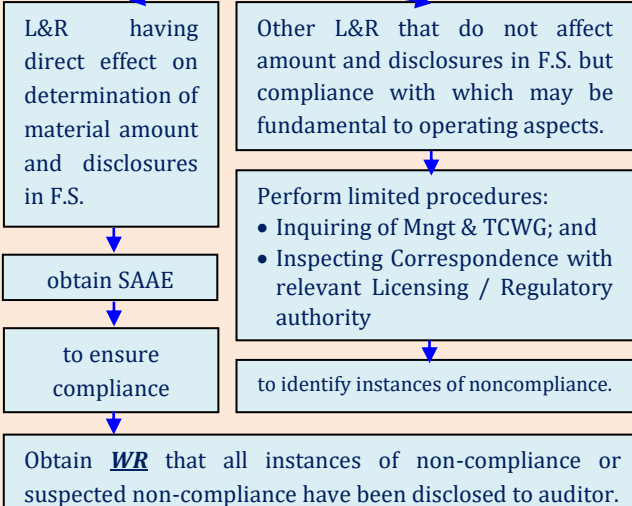 L&R having
direct effect on
determination of
material amount
and disclosures
in F.S.
obtain SAAE
to ensure
compliance
Other L&R that do not affect
amount and disclosures in F.S. but
compliance with which may be
fundamental to operating aspects.
Perform limited procedures:
• Inquiring of Mngt & TCWG; and
• Inspecting Correspondence with
relevant Licensing / Regulatory
authority
to identify instances of noncompliance.
Obtain WR that all instances of non-compliance or
suspected non-compliance have been disclosed to auditor.